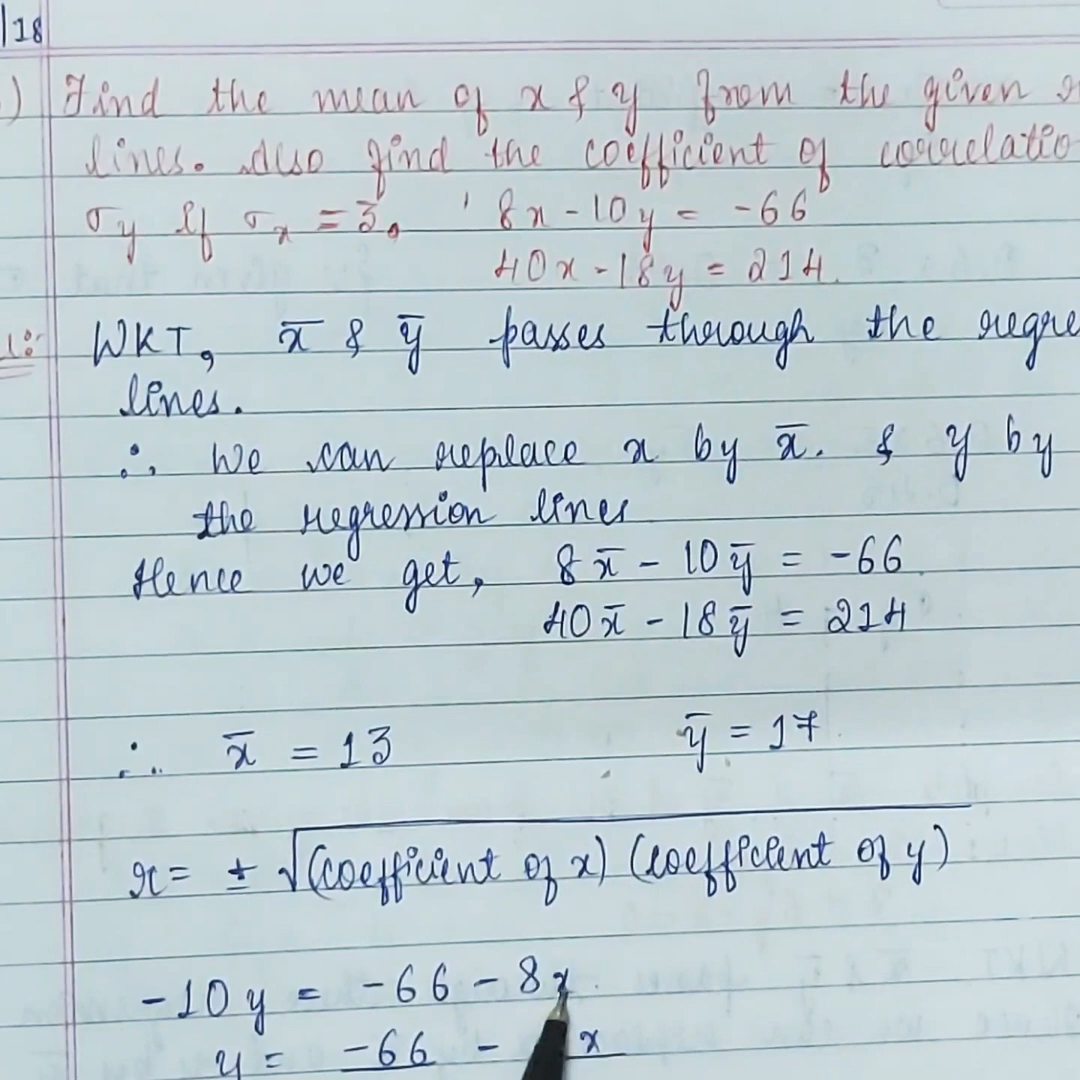 118
) Find the mean of x & y from the given
lines. Also find the coefficient of correlatio
σy if σx = 3. 8x - 10y = -66
40x - 18y = 214.
WKT, x̄ & ȳ passes through the regre
lines.
∴ We can replace x by x̄. & y by
the regression lines
Hence we get, 8x̄ - 10ȳ = -66
40x̄ - 18ȳ = 214
∴ x̄ = 13 ȳ = 17
r = ± √(coefficient of x) (coefficient of y)
-10y = -66 - 8x
y = -66 - x